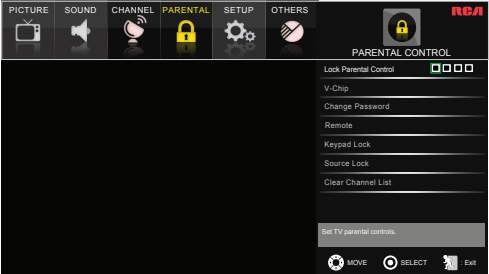 PICTURE SOUND CHANNEL PARENTAL SETUP OTHERS
RCA
PARENTAL CONTROL
Lock Parental Control
V-Chip
Change Password
Remote
Keypad Lock
Source Lock
Clear Channel List
Set TV parental controls.
MOVE SELECT : Exit